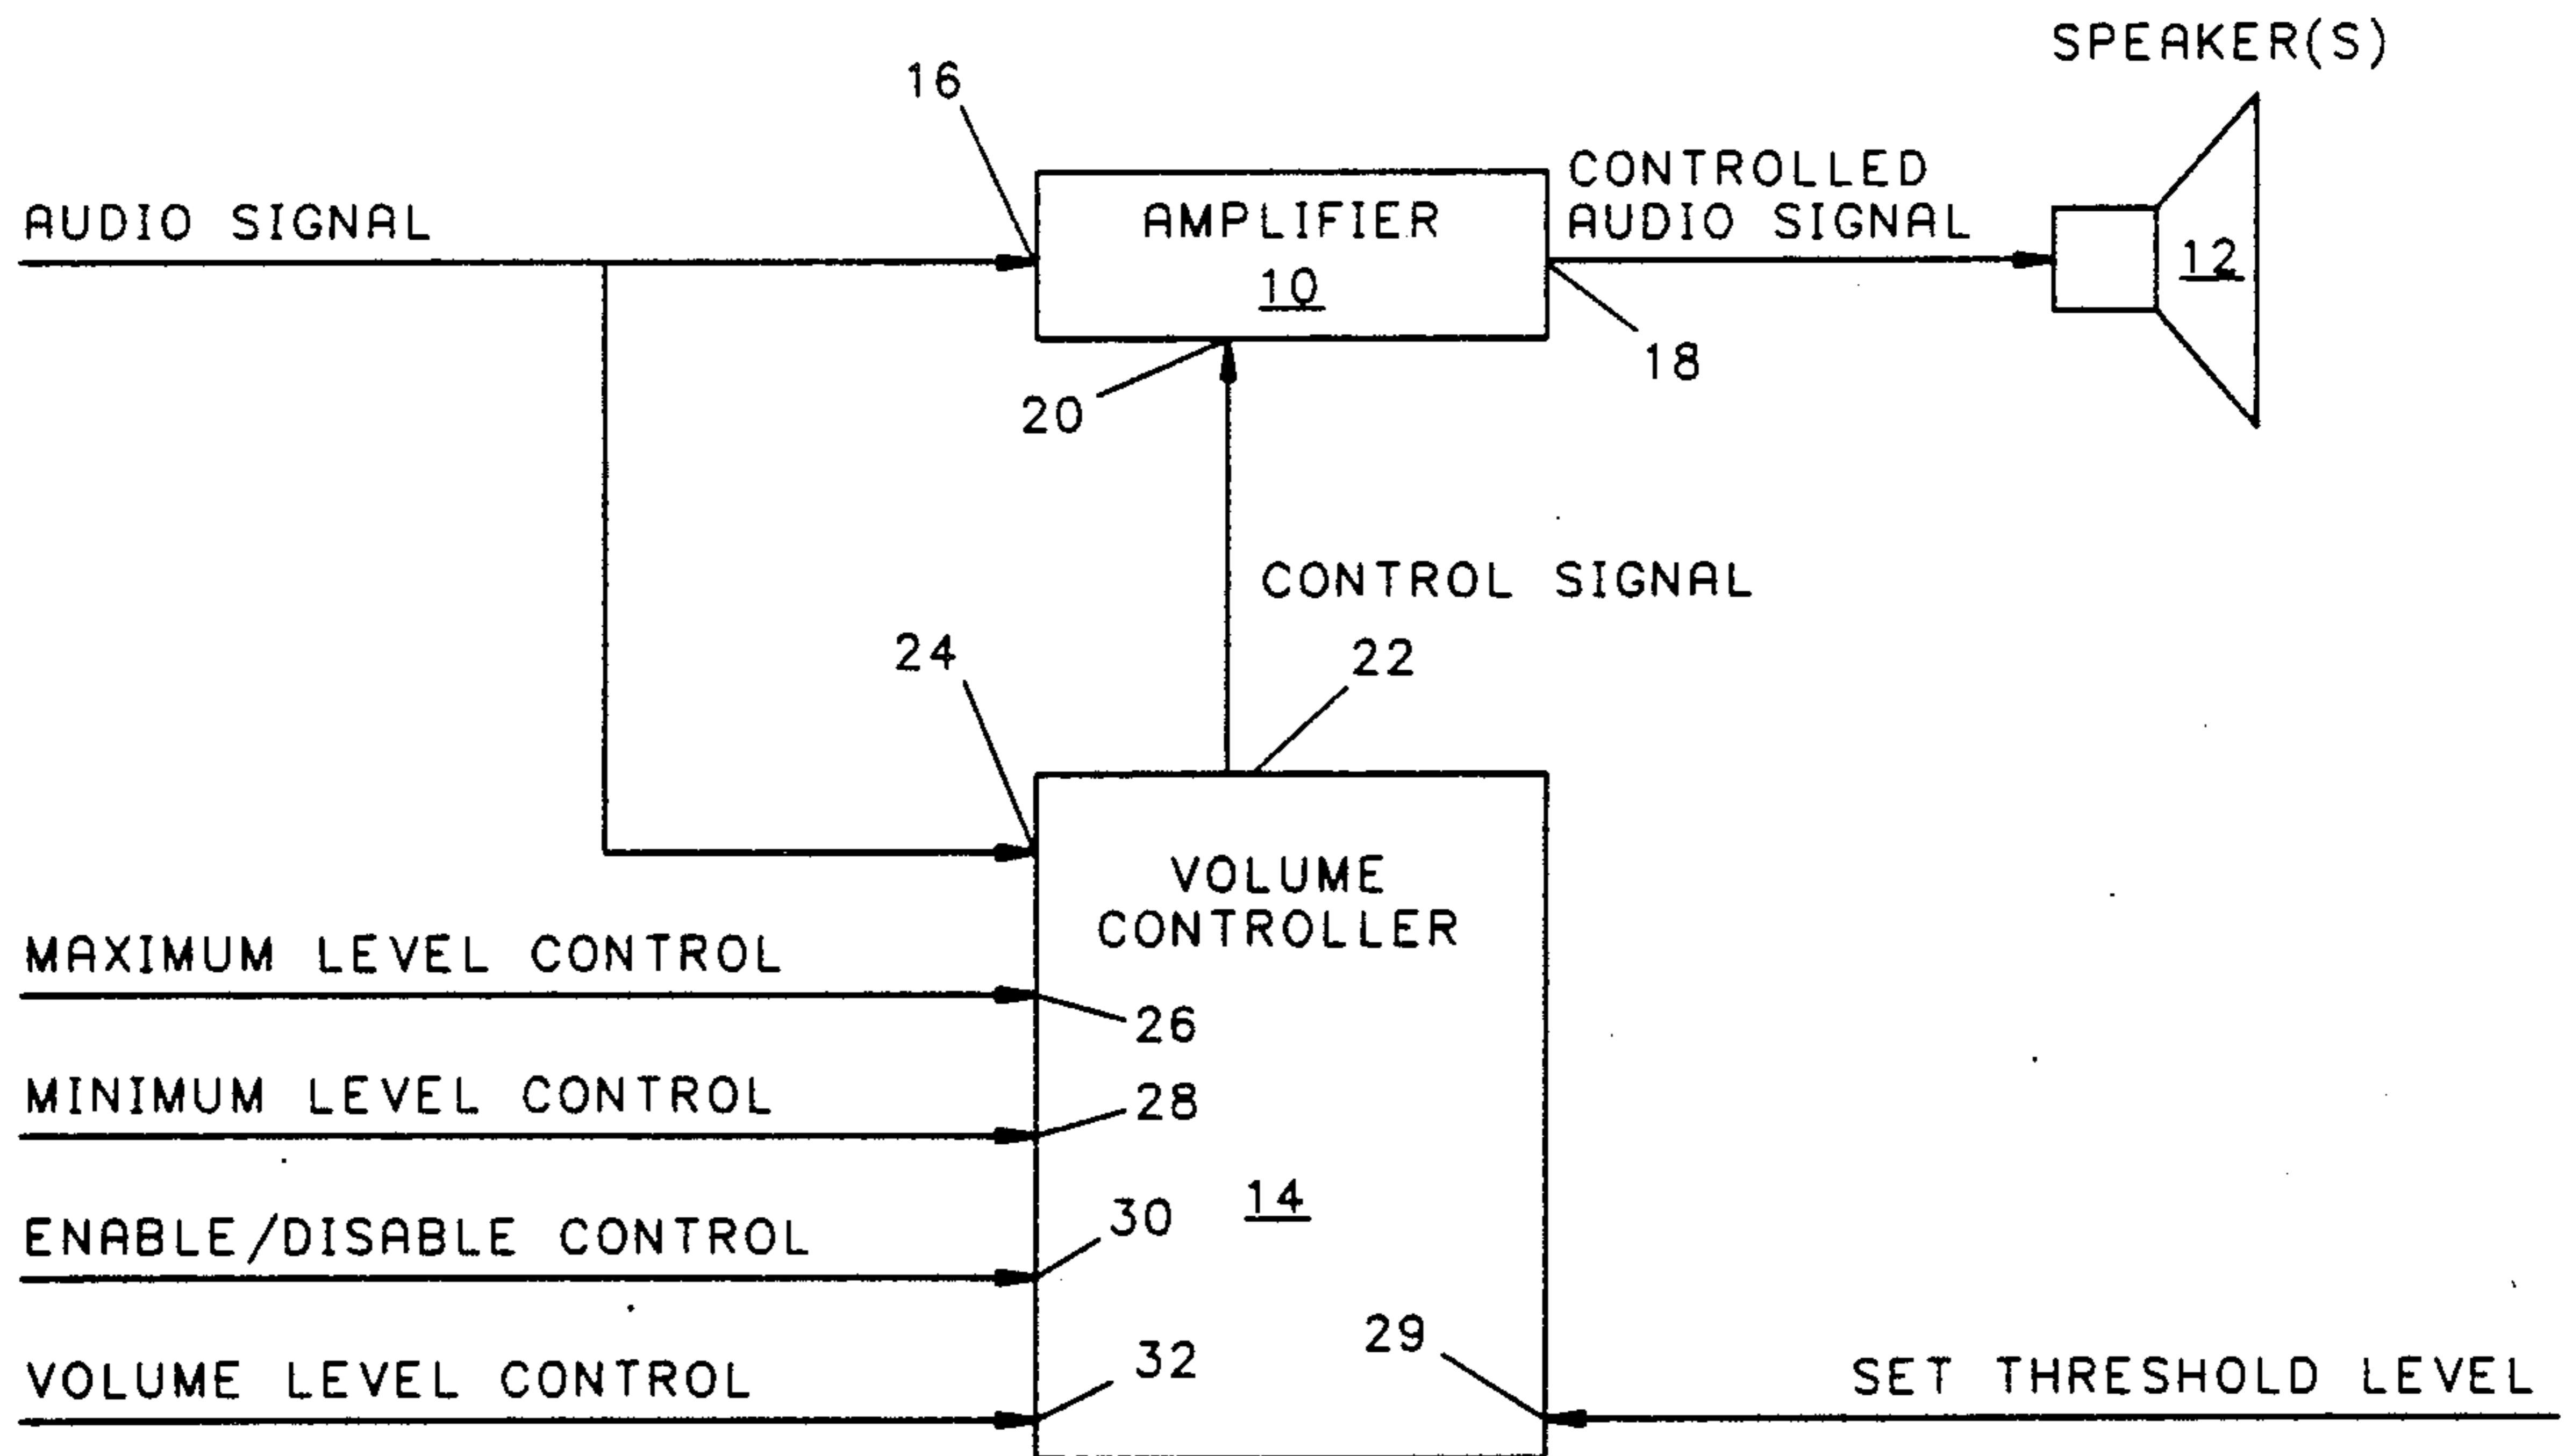 SPEAKER(S)
16
AUDIO SIGNAL
AMPLIFIER
10
CONTROLLED
AUDIO SIGNAL
12
18
20
CONTROL SIGNAL
24
22
VOLUME
CONTROLLER
MAXIMUM LEVEL CONTROL
26
MINIMUM LEVEL CONTROL
28
14
ENABLE/DISABLE CONTROL
30
29
VOLUME LEVEL CONTROL
32
SET THRESHOLD LEVEL